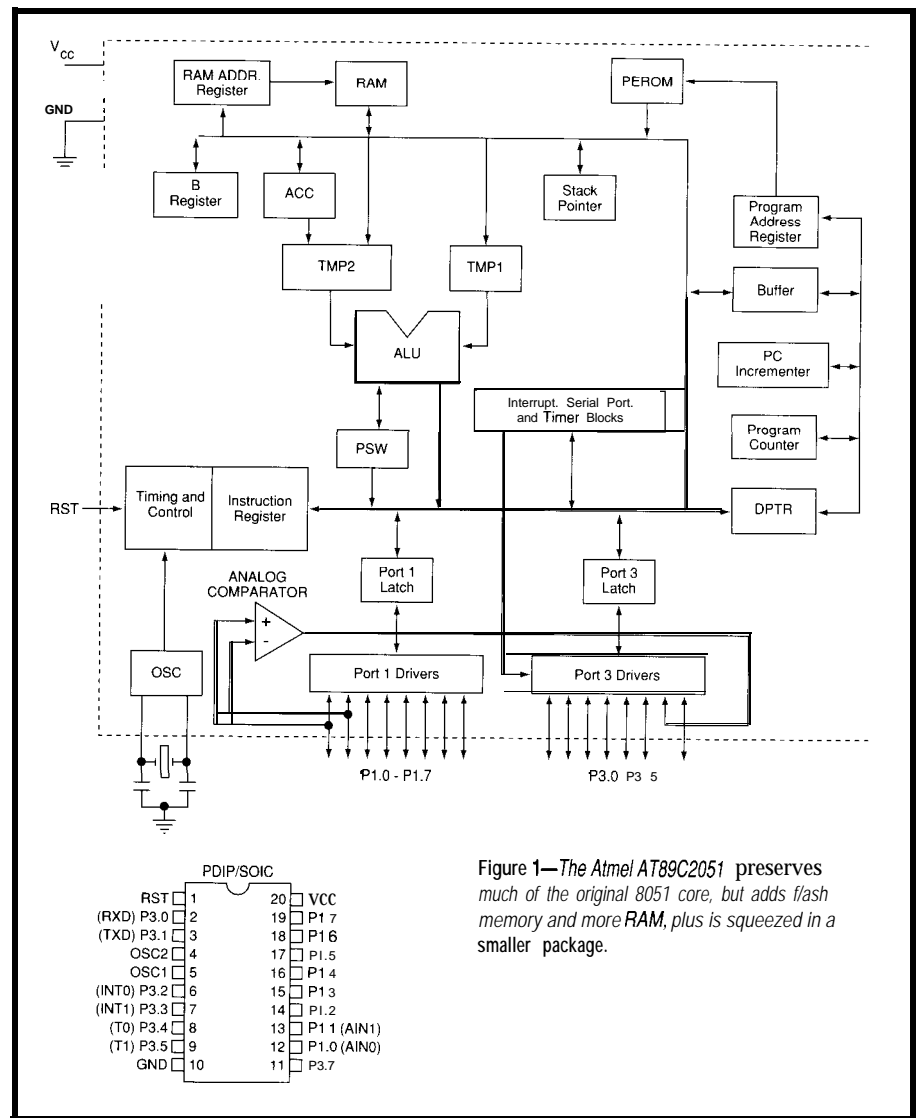 VCC
GND
RAM ADDR.
Register
RAM
PEROM
B
Register
ACC
Stack
Pointer
Program
Address
Register
TMP2
TMP1
Buffer
ALU
PC
Incrementer
Interrupt. Serial Port.
and Timer Blocks
Program
Counter
PSW
RST
Timing and
Control
Instruction
Register
DPTR
Port 1
Latch
Port 3
Latch
ANALOG
COMPARATOR
+
-
OSC
Port 1 Drivers
Port 3 Drivers
P1.0 - P1.7
P3.0 P3 5
PDIP/SOIC
RST 1 20 VCC
(RXD) P3.0 2 19 P1 7
(TXD) P3.1 3 18 P1 6
OSC2 4 17 PI.5
OSC1 5 16 P1 4
(INT0) P3.2 6 15 P1 3
(INT1) P3.3 7 14 PI.2
(T0) P3.4 8 13 P1 1 (AIN1)
(T1) P3.5 9 12 P1.0 (AIN0)
GND 10 11 P3.7
Figure 1—The Atmel AT89C2051 preserves
much of the original 8051 core, but adds f/ash
memory and more RAM, plus is squeezed in a
smaller package.